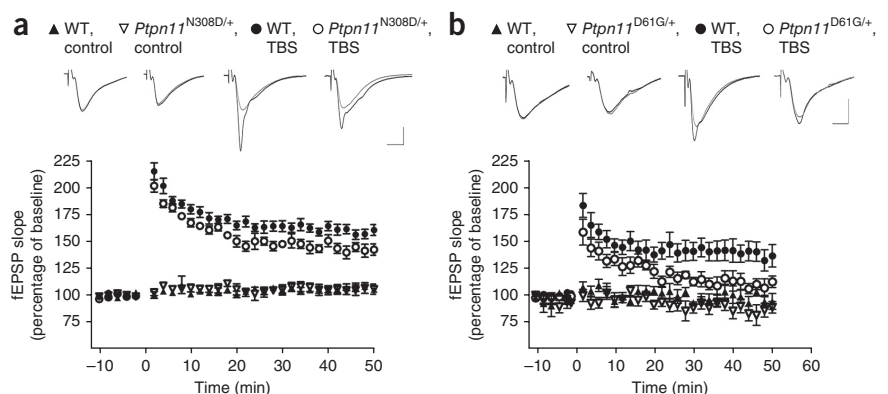 a ▲ WT, control ▽ Ptpn11N308D/+, control ● WT, TBS ○ Ptpn11N308D/+, TBS
225
200
175
150
125
100
75
fEPSP slope
(percentage of baseline)
–10 0 10 20 30 40 50
Time (min)
b ▲ WT, control ▽ Ptpn11D61G/+, control ● WT, TBS ○ Ptpn11D61G/+, TBS
225
200
175
150
125
100
75
fEPSP slope
(percentage of baseline)
–10 0 10 20 30 40 50 60
Time (min)